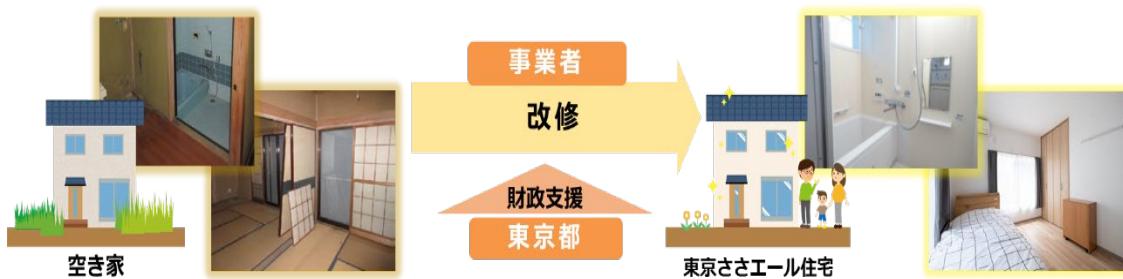 事業者
改修
財政支援
東京都
空き家
東京ささエール住宅